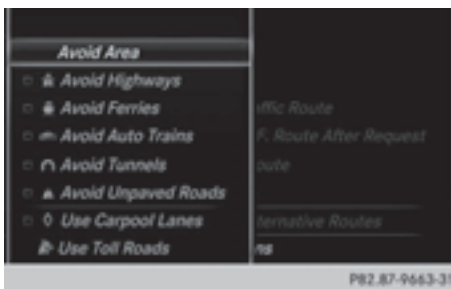 Avoid Area
Avoid Highways
Avoid Ferries
ffic Route
Avoid Auto Trains
F. Route After Request
Avoid Tunnels
oute
Avoid Unpaved Roads
Use Carpool Lanes
ternative Routes
Use Toll Roads
ns
P82.87-9663-31